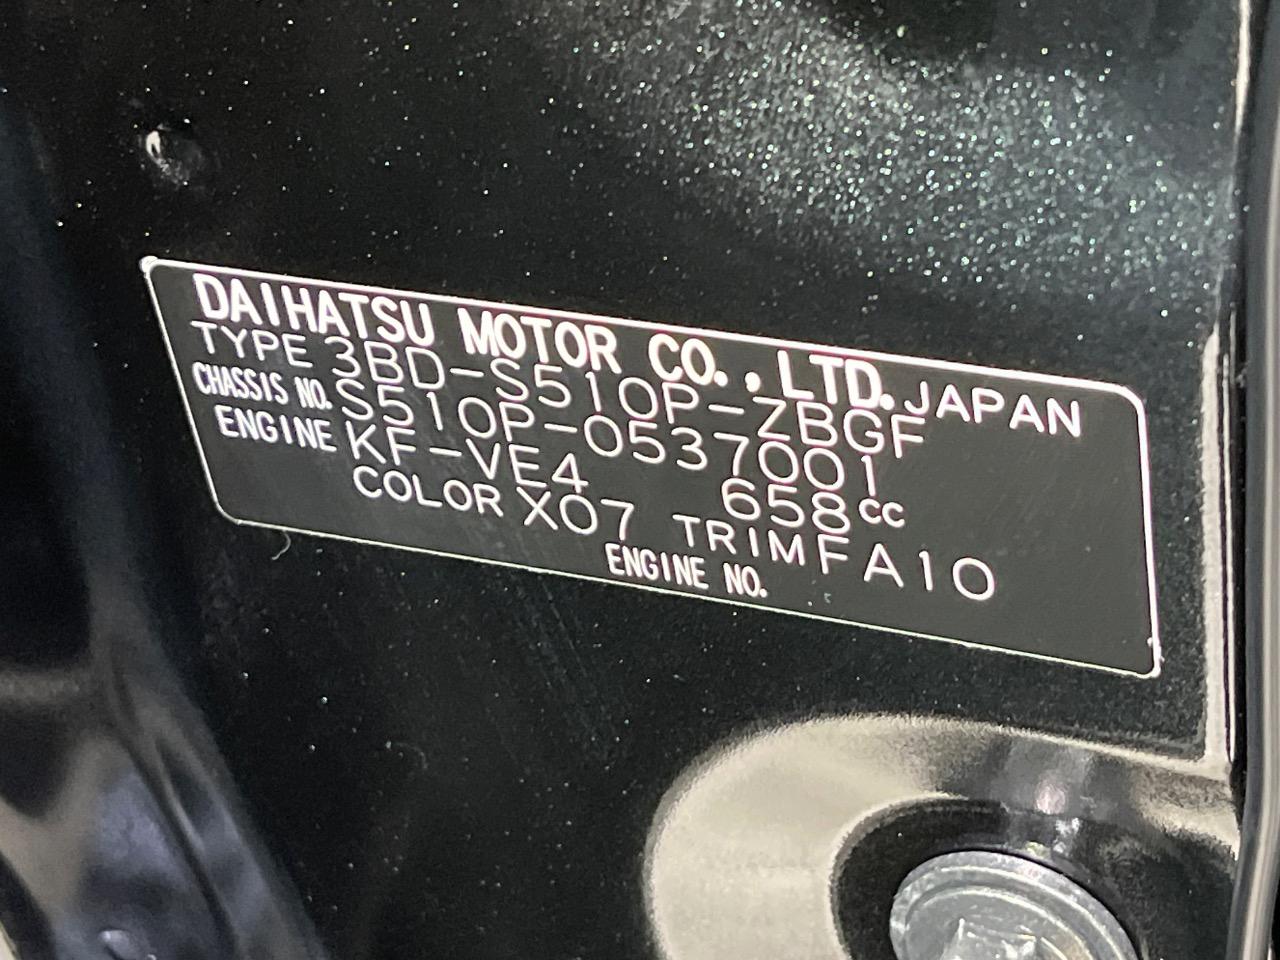 DAIHATSU MOTOR CO., LTD. JAPAN
TYPE 3BD-S510P-ZBGF
CHASSIS NO. S510P-0537001
ENGINE KF-VE4 658cc
COLOR X07 TRIM FA10
ENGINE NO.